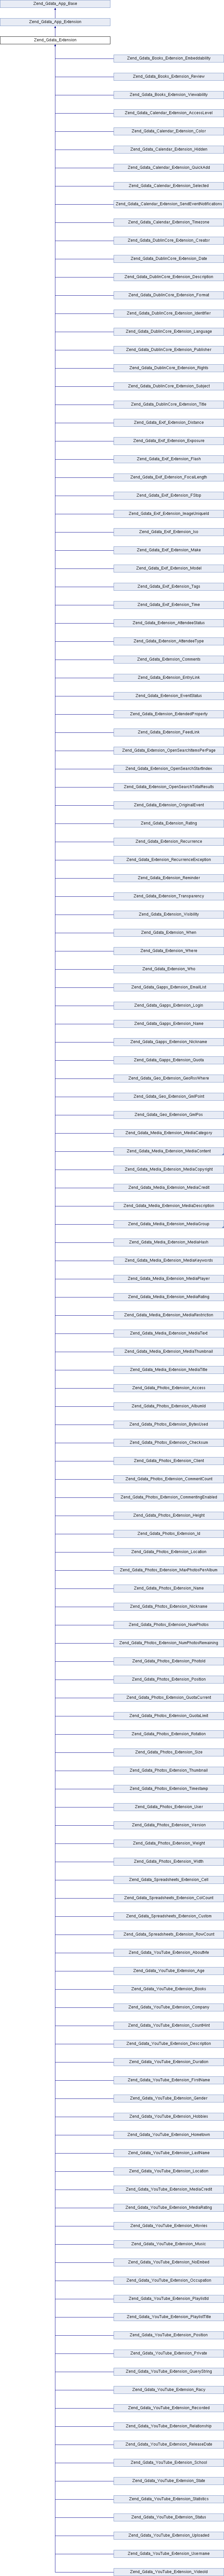 Zend_Gdata_App_Base
Zend_Gdata_App_Extension
Zend_Gdata_Extension
Zend_Gdata_Books_Extension_Embeddability
Zend_Gdata_Books_Extension_Review
Zend_Gdata_Books_Extension_Viewability
Zend_Gdata_Calendar_Extension_AccessLevel
Zend_Gdata_Calendar_Extension_Color
Zend_Gdata_Calendar_Extension_Hidden
Zend_Gdata_Calendar_Extension_QuickAdd
Zend_Gdata_Calendar_Extension_Selected
Zend_Gdata_Calendar_Extension_SendEventNotifications
Zend_Gdata_Calendar_Extension_Timezone
Zend_Gdata_DublinCore_Extension_Creator
Zend_Gdata_DublinCore_Extension_Date
Zend_Gdata_DublinCore_Extension_Description
Zend_Gdata_DublinCore_Extension_Format
Zend_Gdata_DublinCore_Extension_Identifier
Zend_Gdata_DublinCore_Extension_Language
Zend_Gdata_DublinCore_Extension_Publisher
Zend_Gdata_DublinCore_Extension_Rights
Zend_Gdata_DublinCore_Extension_Subject
Zend_Gdata_DublinCore_Extension_Title
Zend_Gdata_Exif_Extension_Distance
Zend_Gdata_Exif_Extension_Exposure
Zend_Gdata_Exif_Extension_Flash
Zend_Gdata_Exif_Extension_FocalLength
Zend_Gdata_Exif_Extension_FStop
Zend_Gdata_Exif_Extension_ImageUniqueId
Zend_Gdata_Exif_Extension_Iso
Zend_Gdata_Exif_Extension_Make
Zend_Gdata_Exif_Extension_Model
Zend_Gdata_Exif_Extension_Tags
Zend_Gdata_Exif_Extension_Time
Zend_Gdata_Extension_AttendeeStatus
Zend_Gdata_Extension_AttendeeType
Zend_Gdata_Extension_Comments
Zend_Gdata_Extension_EntryLink
Zend_Gdata_Extension_EventStatus
Zend_Gdata_Extension_ExtendedProperty
Zend_Gdata_Extension_FeedLink
Zend_Gdata_Extension_OpenSearchItemsPerPage
Zend_Gdata_Extension_OpenSearchStartIndex
Zend_Gdata_Extension_OpenSearchTotalResults
Zend_Gdata_Extension_OriginalEvent
Zend_Gdata_Extension_Rating
Zend_Gdata_Extension_Recurrence
Zend_Gdata_Extension_RecurrenceException
Zend_Gdata_Extension_Reminder
Zend_Gdata_Extension_Transparency
Zend_Gdata_Extension_Visibility
Zend_Gdata_Extension_When
Zend_Gdata_Extension_Where
Zend_Gdata_Extension_Who
Zend_Gdata_Gapps_Extension_EmailList
Zend_Gdata_Gapps_Extension_Login
Zend_Gdata_Gapps_Extension_Name
Zend_Gdata_Gapps_Extension_Nickname
Zend_Gdata_Gapps_Extension_Quota
Zend_Gdata_Geo_Extension_GeoRssWhere
Zend_Gdata_Geo_Extension_GmlPoint
Zend_Gdata_Geo_Extension_GmlPos
Zend_Gdata_Media_Extension_MediaCategory
Zend_Gdata_Media_Extension_MediaContent
Zend_Gdata_Media_Extension_MediaCopyright
Zend_Gdata_Media_Extension_MediaCredit
Zend_Gdata_Media_Extension_MediaDescription
Zend_Gdata_Media_Extension_MediaGroup
Zend_Gdata_Media_Extension_MediaHash
Zend_Gdata_Media_Extension_MediaKeywords
Zend_Gdata_Media_Extension_MediaPlayer
Zend_Gdata_Media_Extension_MediaRating
Zend_Gdata_Media_Extension_MediaRestriction
Zend_Gdata_Media_Extension_MediaText
Zend_Gdata_Media_Extension_MediaThumbnail
Zend_Gdata_Media_Extension_MediaTitle
Zend_Gdata_Photos_Extension_Access
Zend_Gdata_Photos_Extension_AlbumId
Zend_Gdata_Photos_Extension_BytesUsed
Zend_Gdata_Photos_Extension_Checksum
Zend_Gdata_Photos_Extension_Client
Zend_Gdata_Photos_Extension_CommentCount
Zend_Gdata_Photos_Extension_CommentingEnabled
Zend_Gdata_Photos_Extension_Height
Zend_Gdata_Photos_Extension_Id
Zend_Gdata_Photos_Extension_Location
Zend_Gdata_Photos_Extension_MaxPhotosPerAlbum
Zend_Gdata_Photos_Extension_Name
Zend_Gdata_Photos_Extension_Nickname
Zend_Gdata_Photos_Extension_NumPhotos
Zend_Gdata_Photos_Extension_NumPhotosRemaining
Zend_Gdata_Photos_Extension_PhotoId
Zend_Gdata_Photos_Extension_Position
Zend_Gdata_Photos_Extension_QuotaCurrent
Zend_Gdata_Photos_Extension_QuotaLimit
Zend_Gdata_Photos_Extension_Rotation
Zend_Gdata_Photos_Extension_Size
Zend_Gdata_Photos_Extension_Thumbnail
Zend_Gdata_Photos_Extension_Timestamp
Zend_Gdata_Photos_Extension_User
Zend_Gdata_Photos_Extension_Version
Zend_Gdata_Photos_Extension_Weight
Zend_Gdata_Photos_Extension_Width
Zend_Gdata_Spreadsheets_Extension_Cell
Zend_Gdata_Spreadsheets_Extension_ColCount
Zend_Gdata_Spreadsheets_Extension_Custom
Zend_Gdata_Spreadsheets_Extension_RowCount
Zend_Gdata_YouTube_Extension_AboutMe
Zend_Gdata_YouTube_Extension_Age
Zend_Gdata_YouTube_Extension_Books
Zend_Gdata_YouTube_Extension_Company
Zend_Gdata_YouTube_Extension_CountHint
Zend_Gdata_YouTube_Extension_Description
Zend_Gdata_YouTube_Extension_Duration
Zend_Gdata_YouTube_Extension_FirstName
Zend_Gdata_YouTube_Extension_Gender
Zend_Gdata_YouTube_Extension_Hobbies
Zend_Gdata_YouTube_Extension_Hometown
Zend_Gdata_YouTube_Extension_LastName
Zend_Gdata_YouTube_Extension_Location
Zend_Gdata_YouTube_Extension_MediaCredit
Zend_Gdata_YouTube_Extension_MediaRating
Zend_Gdata_YouTube_Extension_Movies
Zend_Gdata_YouTube_Extension_Music
Zend_Gdata_YouTube_Extension_NoEmbed
Zend_Gdata_YouTube_Extension_Occupation
Zend_Gdata_YouTube_Extension_PlaylistId
Zend_Gdata_YouTube_Extension_PlaylistTitle
Zend_Gdata_YouTube_Extension_Position
Zend_Gdata_YouTube_Extension_Private
Zend_Gdata_YouTube_Extension_QueryString
Zend_Gdata_YouTube_Extension_Racy
Zend_Gdata_YouTube_Extension_Recorded
Zend_Gdata_YouTube_Extension_Relationship
Zend_Gdata_YouTube_Extension_ReleaseDate
Zend_Gdata_YouTube_Extension_School
Zend_Gdata_YouTube_Extension_State
Zend_Gdata_YouTube_Extension_Statistics
Zend_Gdata_YouTube_Extension_Status
Zend_Gdata_YouTube_Extension_Uploaded
Zend_Gdata_YouTube_Extension_Username
Zend_Gdata_YouTube_Extension_VideoId